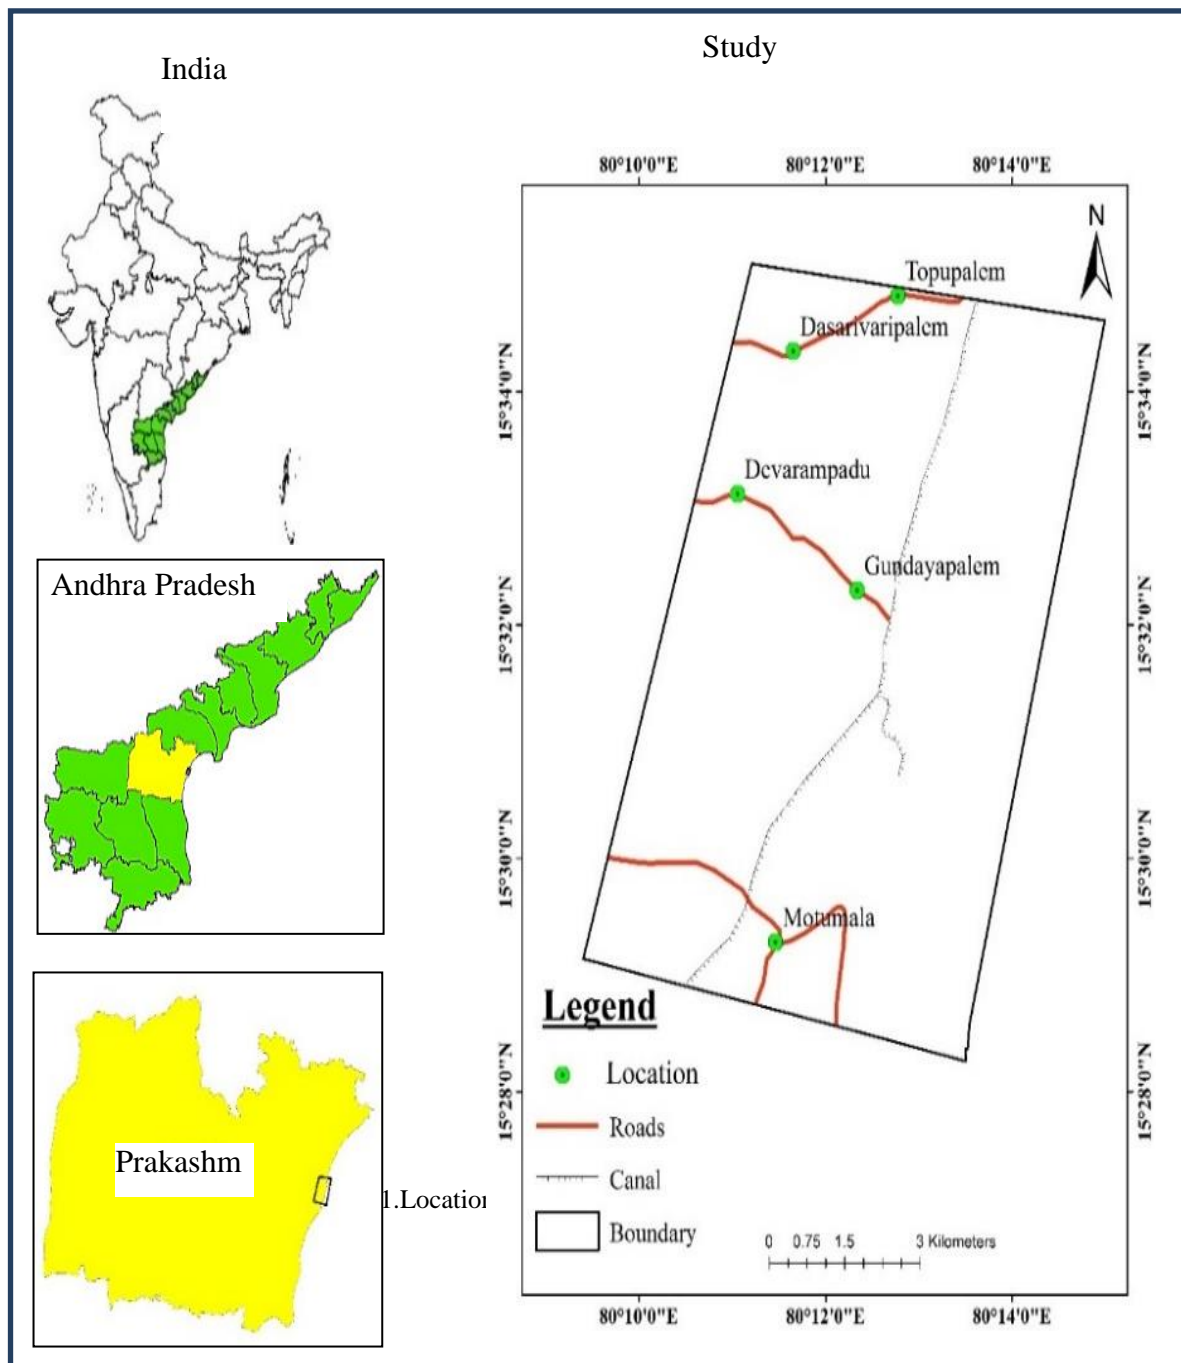 Study
India
80°10'0"E 80°12'0"E 80°14'0"E
N
Topupalem
Dasarivaripalem
15°34'0"N 15°34'0"N
Devarampadu
Gundayapalem
15°32'0"N 15°32'0"N
Andhra Pradesh
15°30'0"N 15°30'0"N
Motumala
Legend
Location
15°28'0"N 15°28'0"N
Roads
Canal
Boundary
0 0.75 1.5 3 Kilometers
80°10'0"E 80°12'0"E 80°14'0"E
Prakashm
1.Location